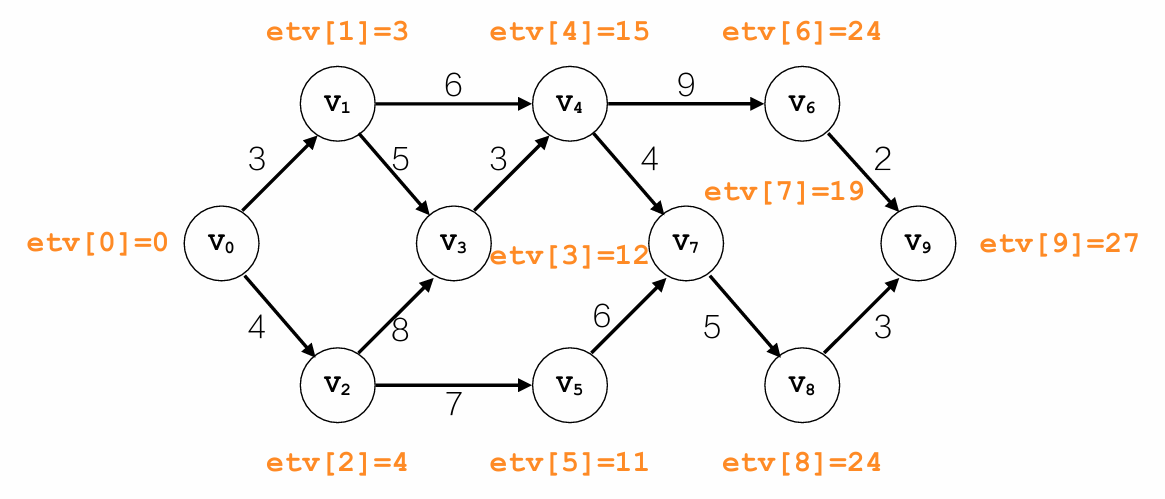 etv[1]=3 etv[4]=15 etv[6]=24
6 9
V₁ V₄ V₆
3 5 3 4 2
etv[7]=19
etv[0]=0 V₀ V₃ V₇ V₉ etv[9]=27
etv[3]=12
4 8 6 5 3
V₂ V₅ V₈
7
etv[2]=4 etv[5]=11 etv[8]=24